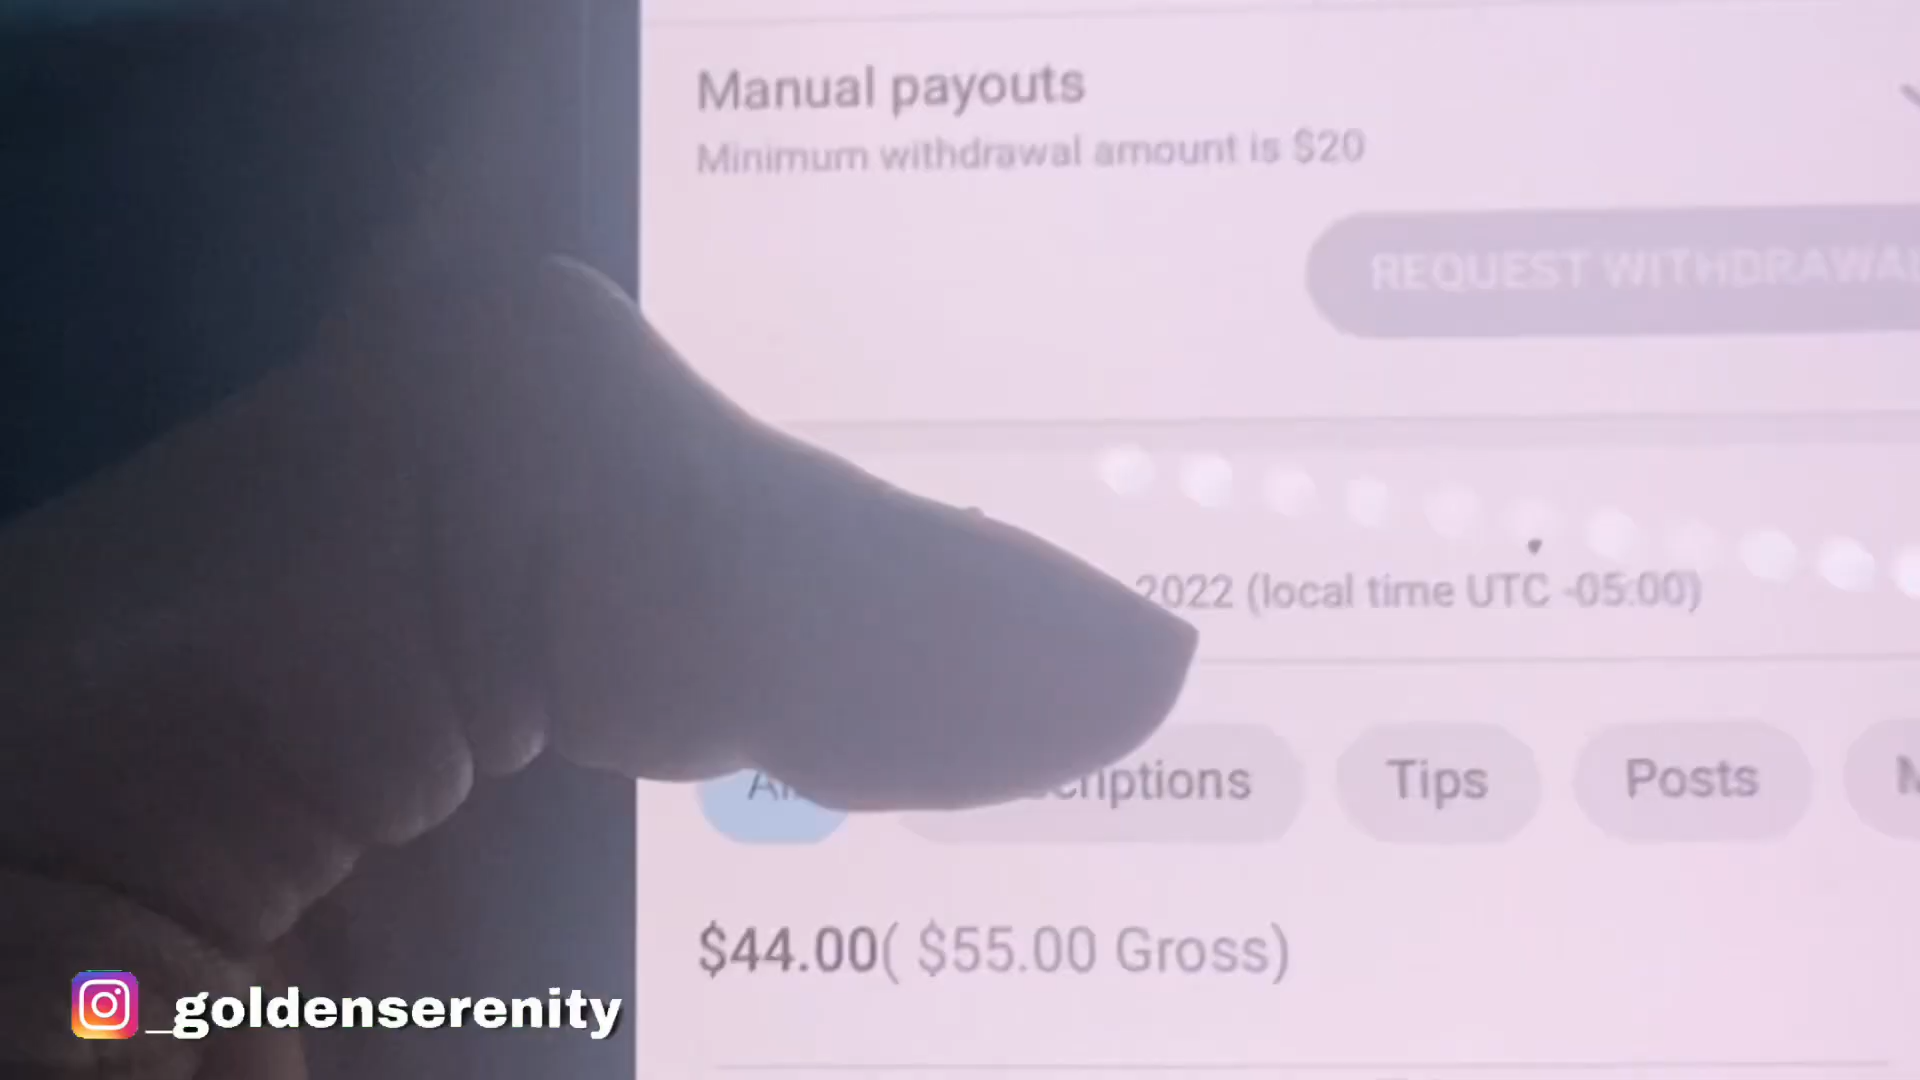 Manual payouts
Minimum withdrawal amount is $20
REQUEST WITHDRAWAL
2022 (local time UTC -05:00)
Tips Posts
$44.00( $55.00 Gross)
_goldenserenity